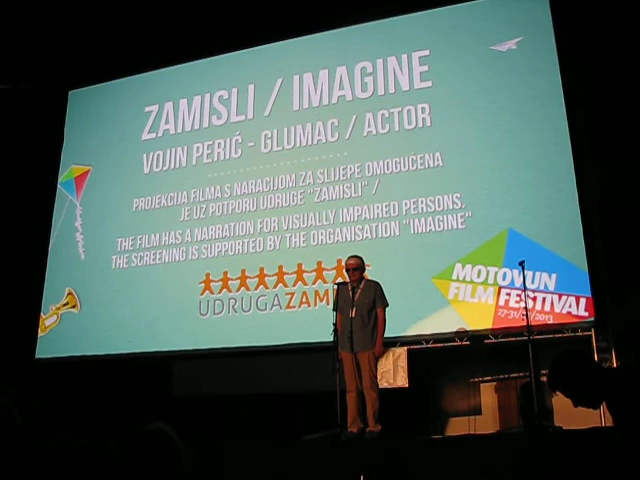 ZAMISLI / IMAGINE
VOJIN PERIĆ - GLUMAC / ACTOR
PROJEKCIJA FILMA S NARACIJOM ZA SLIJEPE OMOGUĆENA
JE UZ POTPORU UDRUGE "ZAMISLI" /
THE FILM HAS A NARRATION FOR VISUALLY IMPAIRED PERSONS.
THE SCREENING IS SUPPORTED BY THE ORGANISATION "IMAGINE"
UDRUGAZAM
MOTOVUN
FILM FESTIVAL